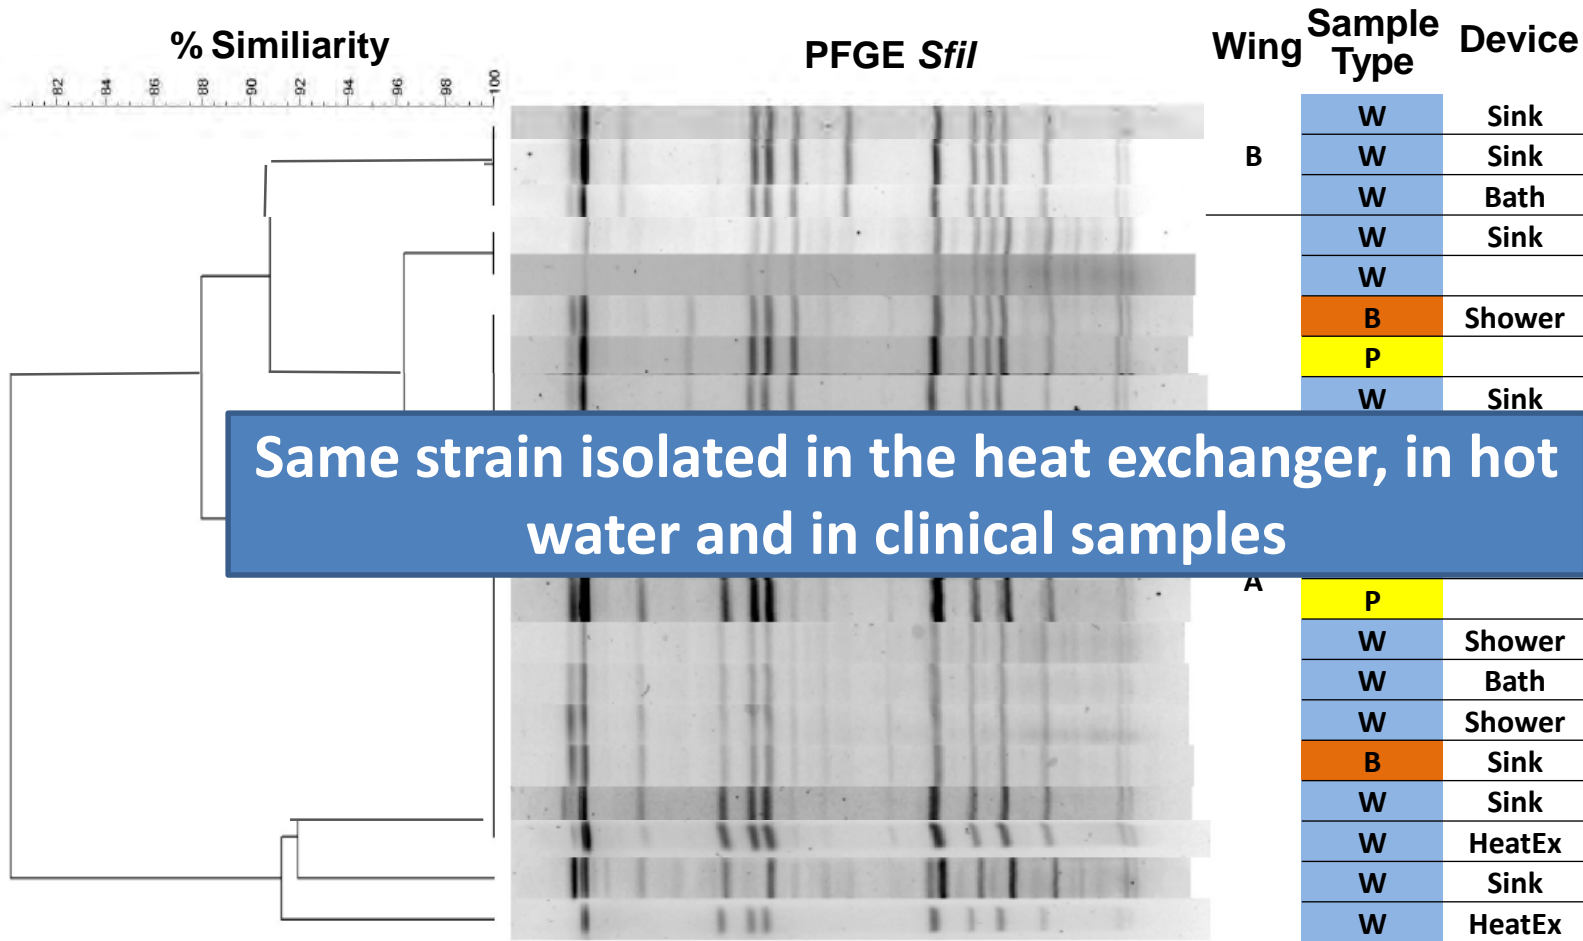 % Similiarity
PFGE SfiI
Wing
Sample Type
Device
82 84 86 88 90 92 94 96 98 100
W Sink
B W Sink
W Bath
W Sink
W
B Shower
P
W Sink
Same strain isolated in the heat exchanger, in hot
water and in clinical samples
A
P
W Shower
W Bath
W Shower
B Sink
W Sink
W HeatEx
W Sink
W HeatEx